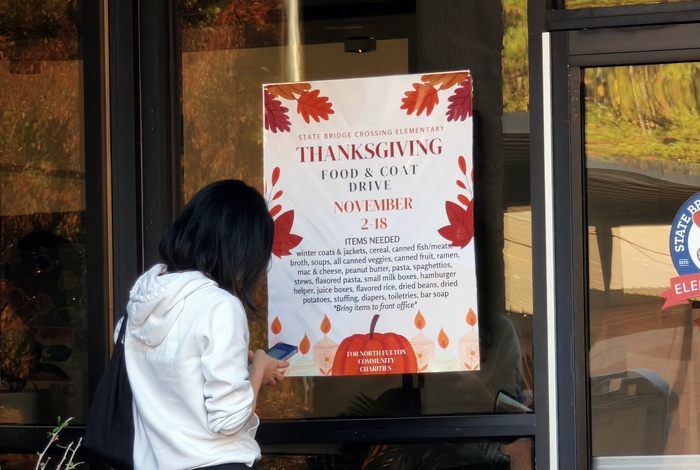 STATE BRIDGE CROSSING ELEMENTARY
THANKSGIVING
FOOD & COAT
DRIVE
NOVEMBER
2-18
ITEMS NEEDED
winter coats & jackets, cereal, canned fish/meats,
broth, soups, all canned veggies, canned fruit, ramen,
mac & cheese, peanut butter, pasta, spaghettios,
stews, flavored pasta, small milk boxes, hamburger
helper, juice boxes, flavored rice, dried beans, dried
potatoes, stuffing, diapers, toiletries, bar soap
*Bring items to front office*
FOR NORTH FULTON
COMMUNITY
CHARITIES
STATE BR
ELE